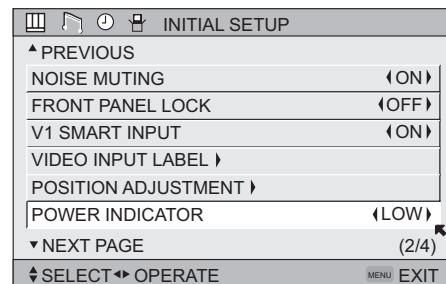 INITIAL SETUP
PREVIOUS
NOISE MUTING ON
FRONT PANEL LOCK OFF
V1 SMART INPUT ON
VIDEO INPUT LABEL
POSITION ADJUSTMENT
POWER INDICATOR LOW
NEXT PAGE (2/4)
SELECT OPERATE MENU EXIT